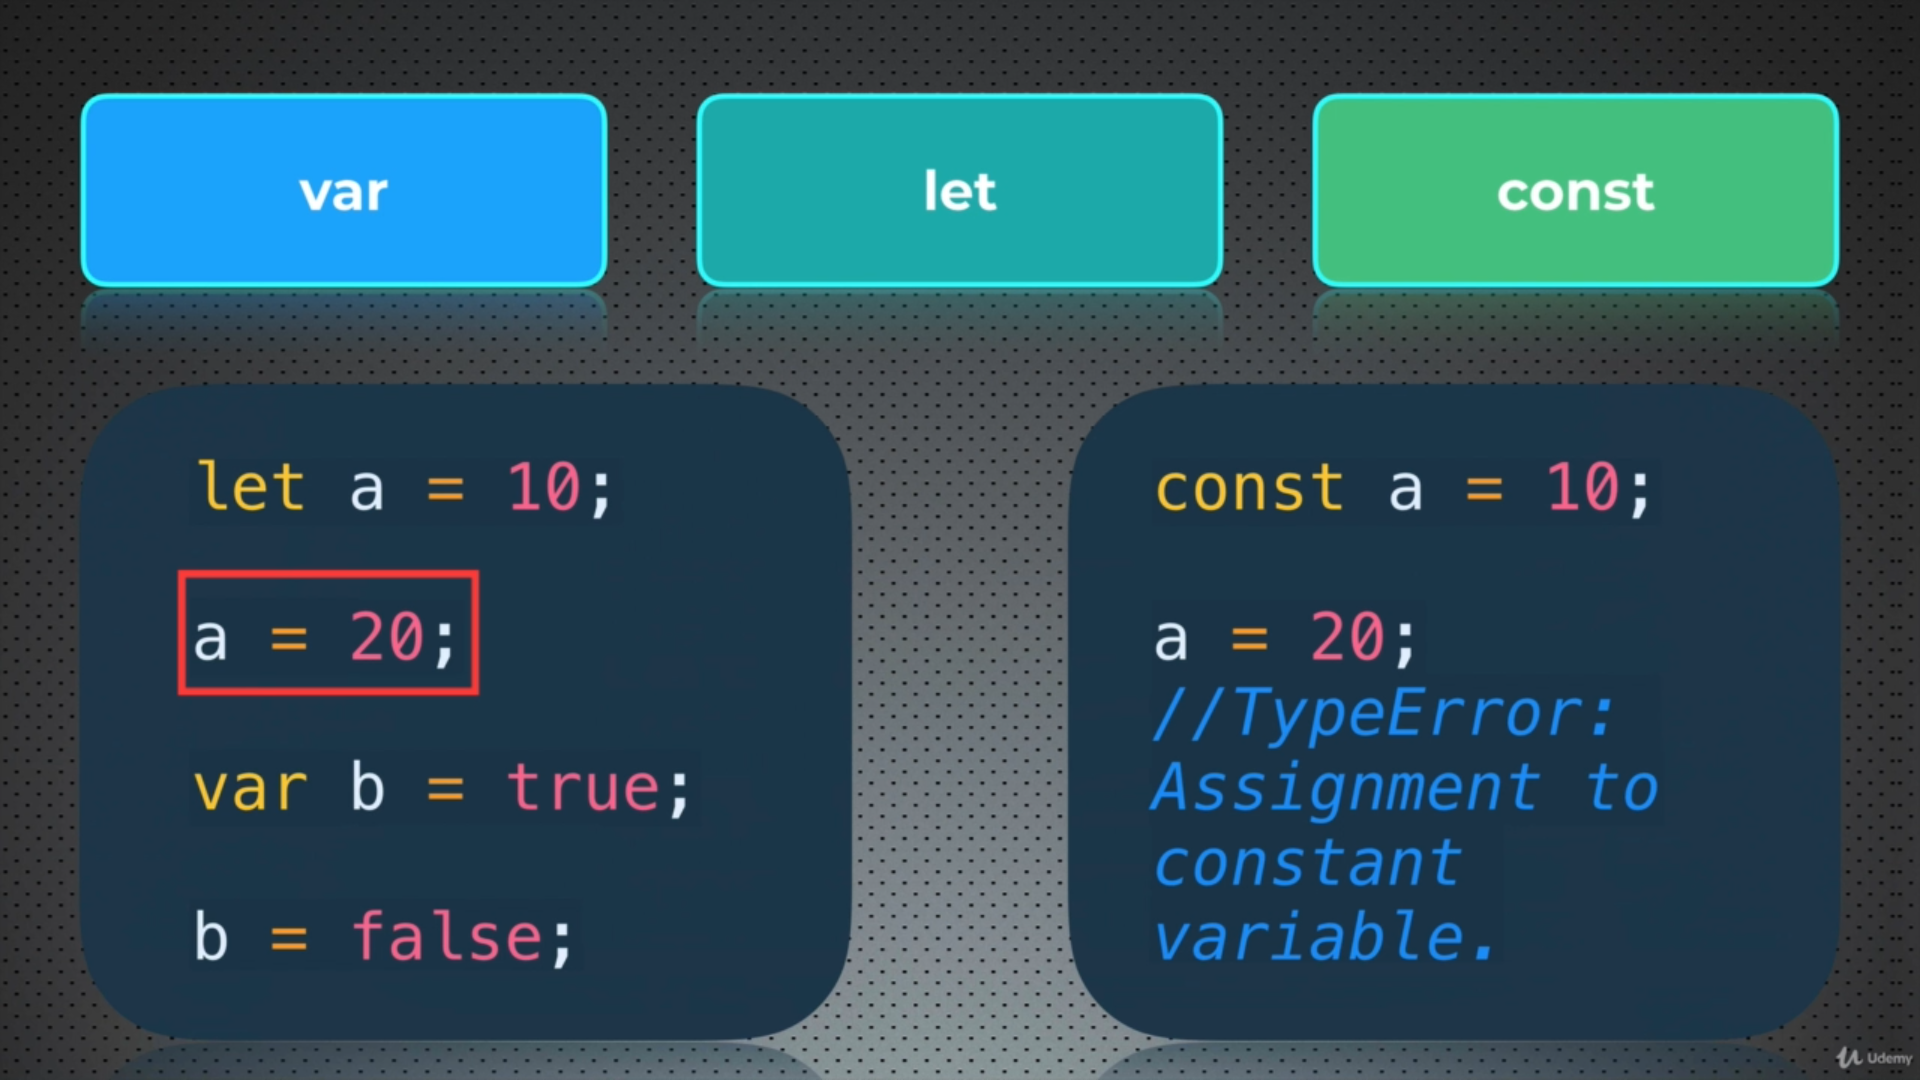 var
let
const
let a = 10;
a = 20;
var b = true;
b = false;
const a = 10;
a = 20;
//TypeError:
Assignment to
constant
variable.
Udemy